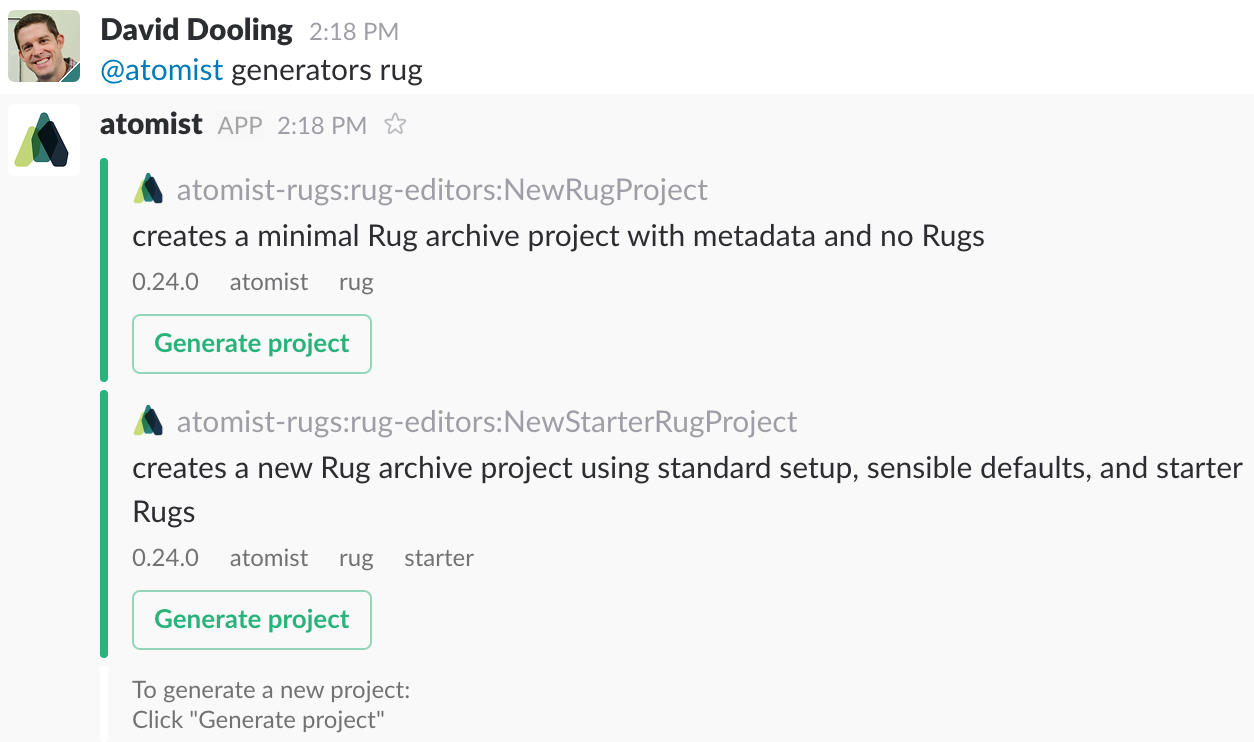 David Dooling 2:18 PM
@atomist generators rug
atomist APP 2:18 PM
atomist-rugs:rug-editors:NewRugProject
creates a minimal Rug archive project with metadata and no Rugs
0.24.0 atomist rug
Generate project
atomist-rugs:rug-editors:NewStarterRugProject
creates a new Rug archive project using standard setup, sensible defaults, and starter
Rugs
0.24.0 atomist rug starter
Generate project
To generate a new project:
Click "Generate project"